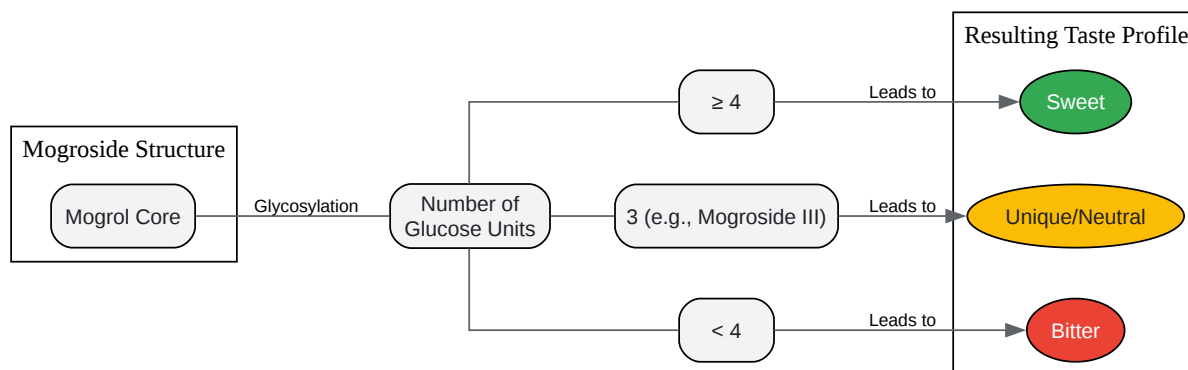 Resulting Taste Profile
≥ 4
Leads to
Sweet
Mogroside Structure
Mogrol Core
Glycosylation
Number of
Glucose Units
3 (e.g., Mogroside III)
Leads to
Unique/Neutral
< 4
Leads to
Bitter